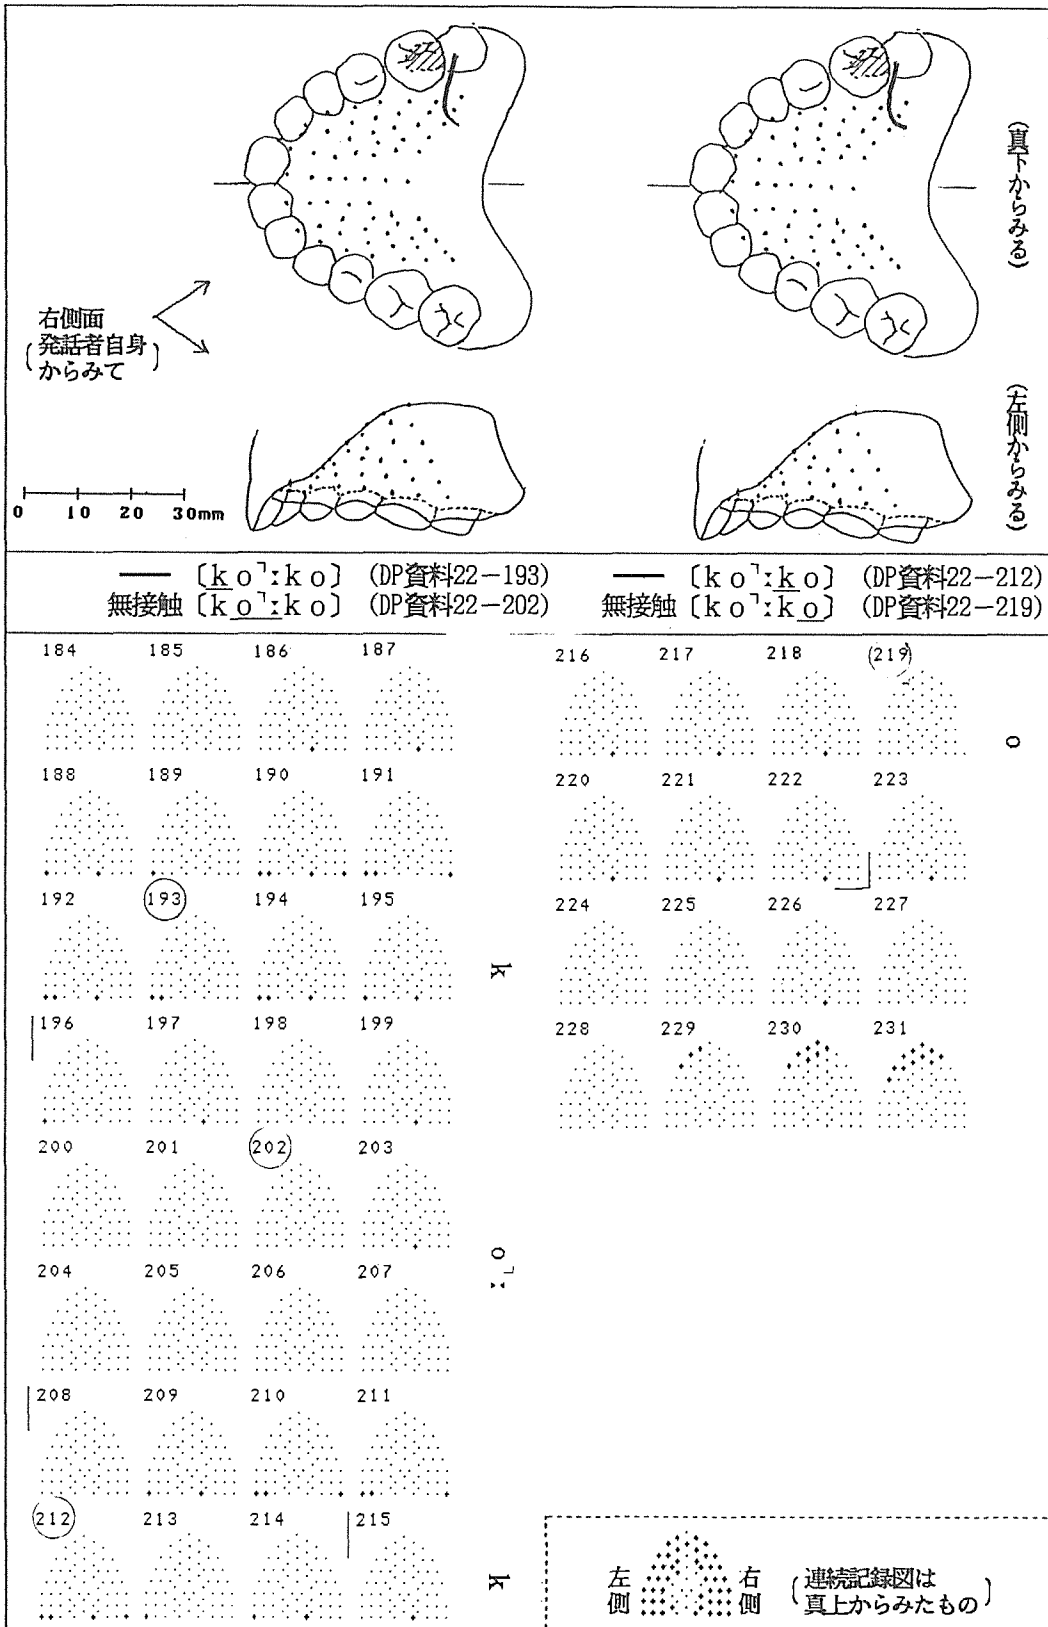 (真下からみる)
右側面
(発話者自身
からみて)
(左側からみる)
0 10 20 30mm
━━ 〔ko˥ːko〕 (DP資料22-193)
無接触〔ko˥ːko〕 (DP資料22-202)
━━ 〔ko˥ːko〕 (DP資料22-212)
無接触〔ko˥ːko〕 (DP資料22-219)
184 185 186 187
188 189 190 191
192 193 194 195
k
196 197 198 199
200 201 202 203
o˥ː
204 205 206 207
208 209 210 211
212 213 214 215
k
216 217 218 (219)
o
220 221 222 223
224 225 226 227
228 229 230 231
左側
右側
(連続記録図は
真上からみたもの)